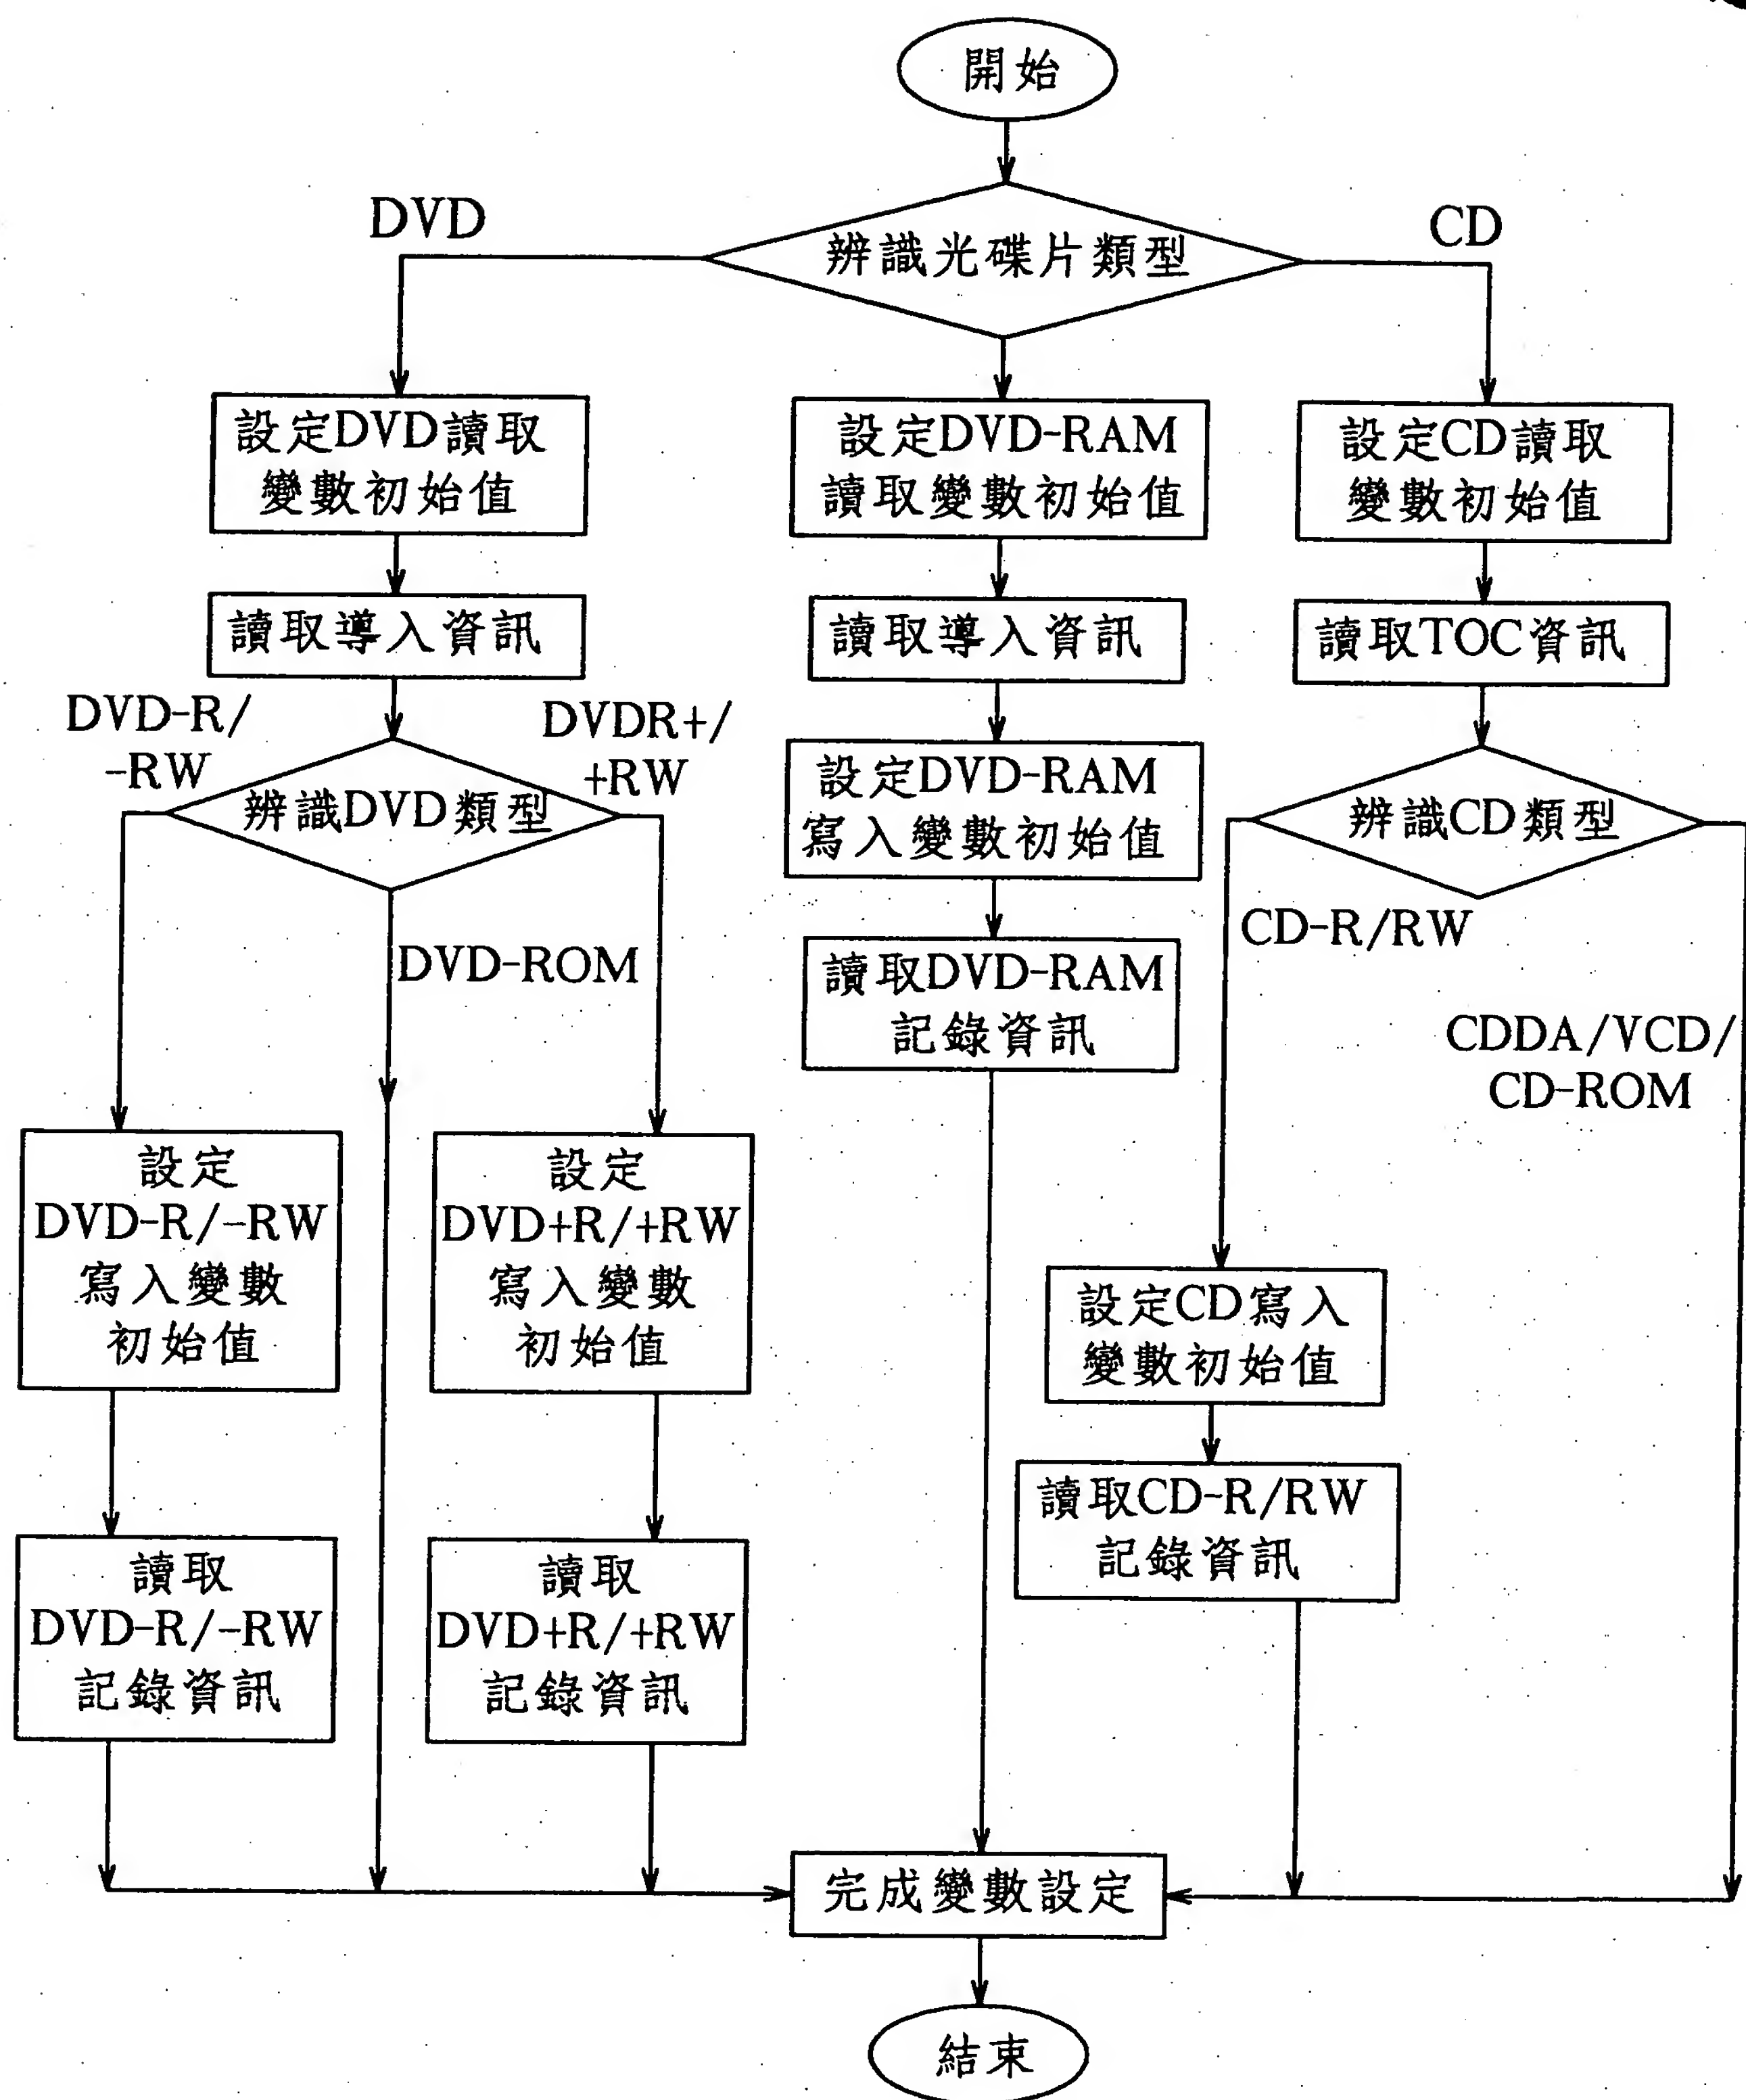 開始
DVD
辨識光碟片類型
CD
設定DVD讀取
變數初始值
設定DVD-RAM
讀取變數初始值
設定CD讀取
變數初始值
讀取導入資訊
讀取導入資訊
讀取TOC資訊
DVD-R/
-RW
DVDR+/
+RW
辨識DVD類型
設定DVD-RAM
寫入變數初始值
辨識CD類型
DVD-ROM
CD-R/RW
讀取DVD-RAM
記錄資訊
CDDA/VCD/
CD-ROM
設定
DVD-R/-RW
寫入變數
初始值
設定
DVD+R/+RW
寫入變數
初始值
設定CD寫入
變數初始值
讀取CD-R/RW
記錄資訊
讀取
DVD-R/-RW
記錄資訊
讀取
DVD+R/+RW
記錄資訊
完成變數設定
結束